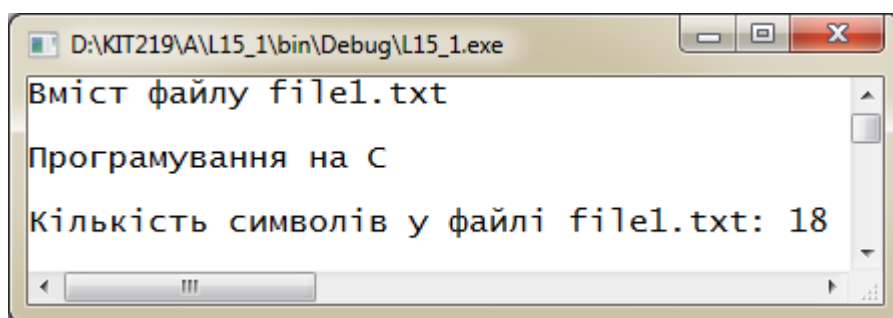 D:\KIT219\A\L15_1\bin\Debug\L15_1.exe
Вміст файлу file1.txt
Програмування на С
Кількість символів у файлі file1.txt: 18